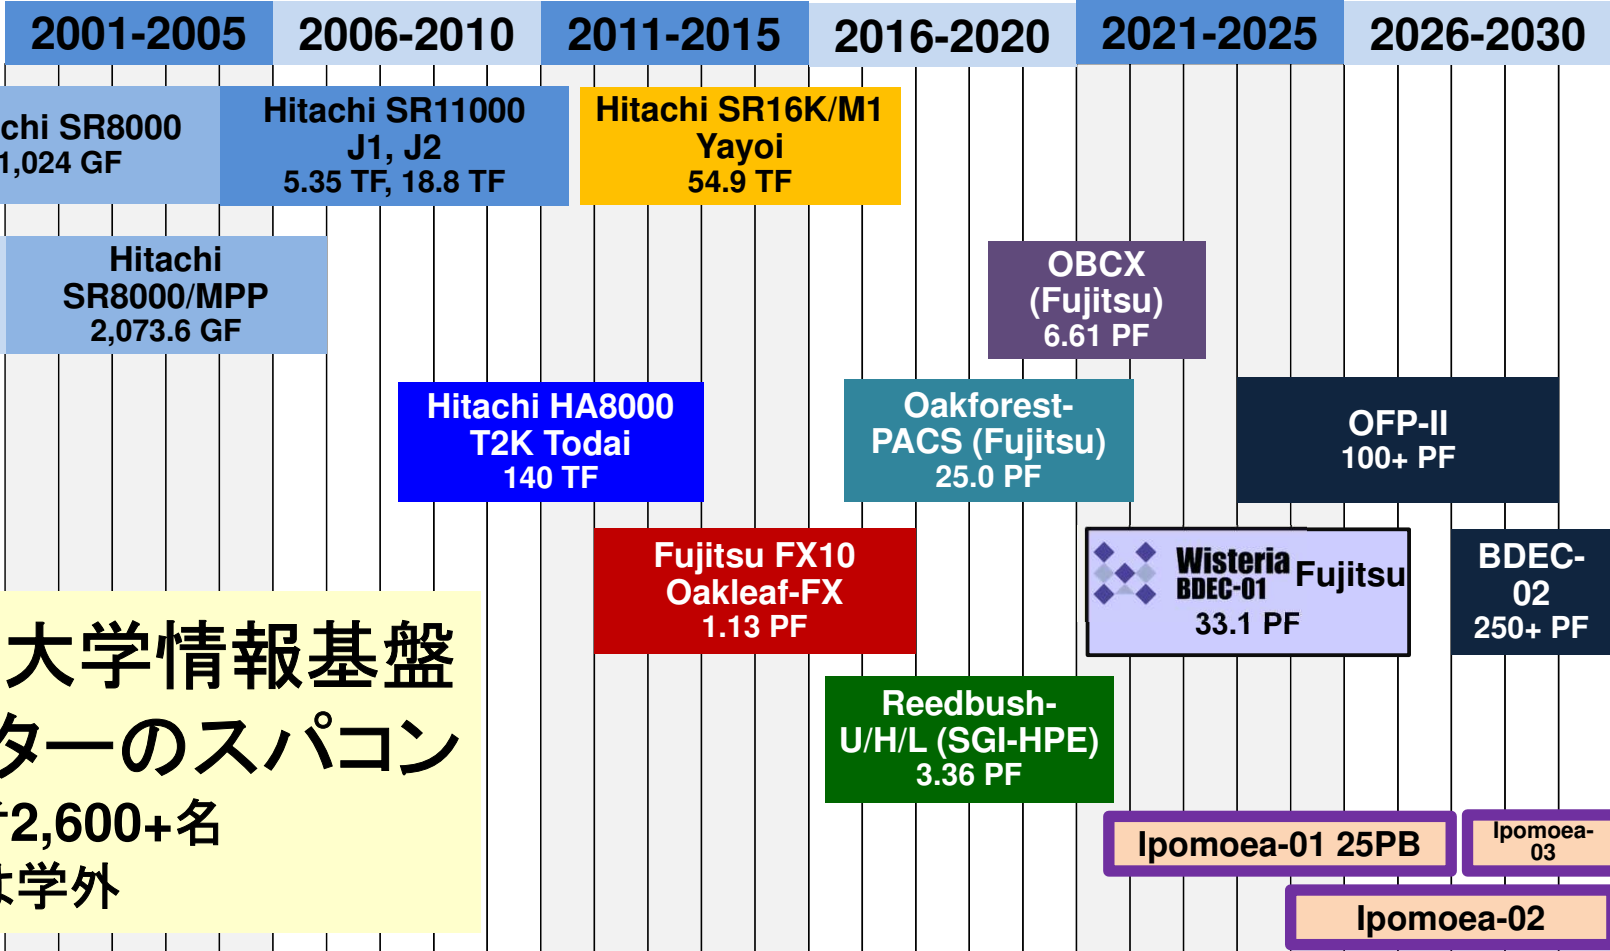 2001-2005 2006-2010 2011-2015 2016-2020 2021-2025 2026-2030
chi SR8000
1,024 GF
Hitachi SR11000
J1, J2
5.35 TF, 18.8 TF
Hitachi SR16K/M1
Yayoi
54.9 TF
Hitachi
SR8000/MPP
2,073.6 GF
OBCX
(Fujitsu)
6.61 PF
Hitachi HA8000
T2K Todai
140 TF
Oakforest-
PACS (Fujitsu)
25.0 PF
OFP-II
100+ PF
Fujitsu FX10
Oakleaf-FX
1.13 PF
Wisteria
BDEC-01
Fujitsu
33.1 PF
BDEC-
02
250+ PF
大学情報基盤
ターのスパコン
2,600+名
は学外
Reedbush-
U/H/L (SGI-HPE)
3.36 PF
Ipomoea-01 25PB
Ipomoea-
03
Ipomoea-02